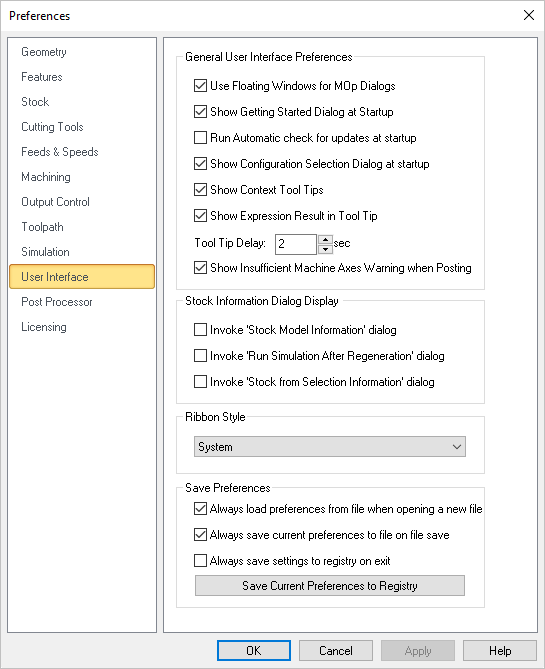 Preferences
Geometry
Features
Stock
Cutting Tools
Feeds & Speeds
Machining
Output Control
Toolpath
Simulation
User Interface
Post Processor
Licensing
General User Interface Preferences
Use Floating Windows for MOp Dialogs
Show Getting Started Dialog at Startup
Run Automatic check for updates at startup
Show Configuration Selection Dialog at startup
Show Context Tool Tips
Show Expression Result in Tool Tip
Tool Tip Delay: 2 sec
Show Insufficient Machine Axes Warning when Posting
Stock Information Dialog Display
Invoke 'Stock Model Information' dialog
Invoke 'Run Simulation After Regeneration' dialog
Invoke 'Stock from Selection Information' dialog
Ribbon Style
System
Save Preferences
Always load preferences from file when opening a new file
Always save current preferences to file on file save
Always save settings to registry on exit
Save Current Preferences to Registry
OK Cancel Apply Help